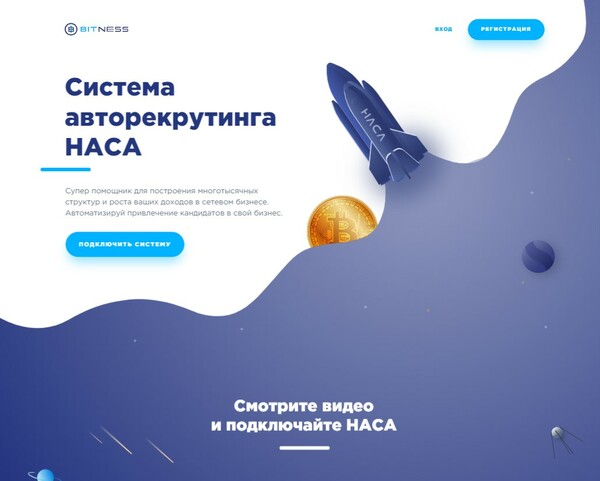 BITNESS
ВХОД
РЕГИСТРАЦИЯ
Система
авторекрутинга
НАСА
НАСА
Супер помощник для построения многотысячных
структур и роста ваших доходов в сетевом бизнесе.
Автоматизируй привлечение кандидатов в свой бизнес.
ПОДКЛЮЧИТЬ СИСТЕМУ
Смотрите видео
и подключайте НАСА